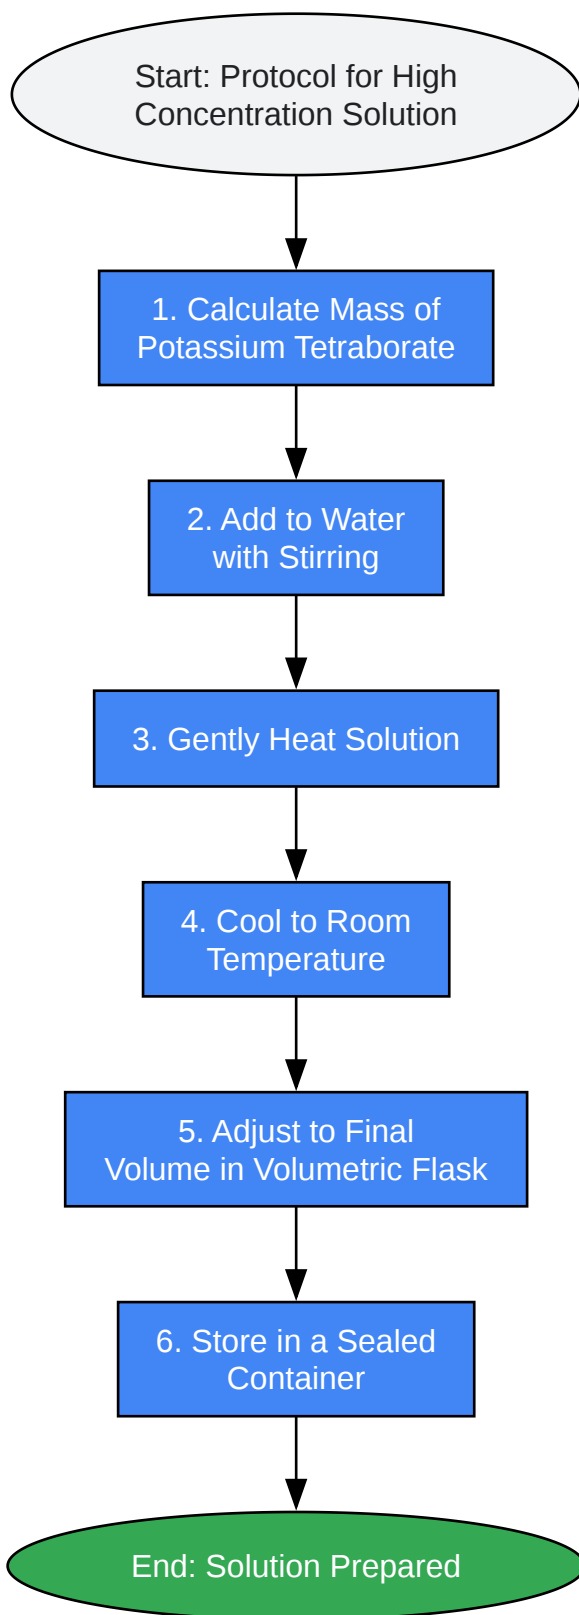 Start: Protocol for High
Concentration Solution
1. Calculate Mass of
Potassium Tetraborate
2. Add to Water
with Stirring
3. Gently Heat Solution
4. Cool to Room
Temperature
5. Adjust to Final
Volume in Volumetric Flask
6. Store in a Sealed
Container
End: Solution Prepared